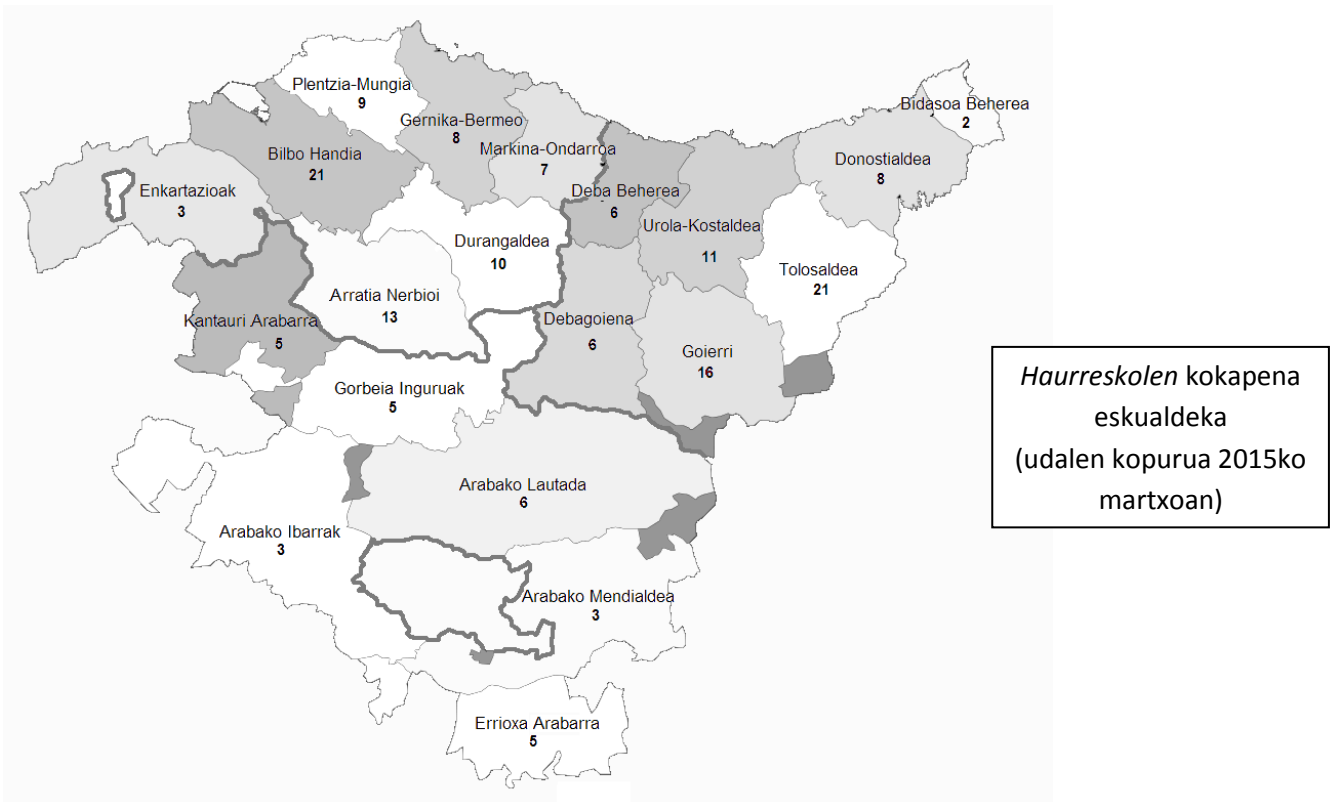 Plentzia-Mungia
9
Bidasoa Beherea
2
Gernika-Bermeo
8
Bilbo Handia
21
Markina-Ondarroa
7
Donostialdea
8
Enkartazioak
3
Deba Beherea
6
Urola-Kostaldea
11
Durangaldea
10
Tolosaldea
21
Arratia Nerbioi
13
Kantauri Arabarra
5
Debagoiena
6
Goierri
16
Gorbeia Inguruak
5
Haurreskolen kokapena
eskualdeka
(udalen kopurua 2015ko
martxoan)
Arabako Lautada
6
Arabako Ibarrak
3
Arabako Mendialdea
3
Errioxa Arabarra
5